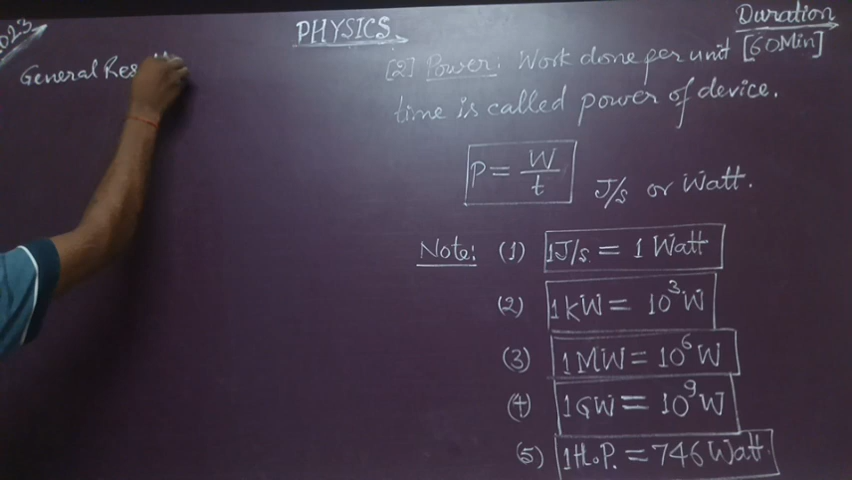 2023
PHYSICS
Duration
[60Min]
General Res
[2] Power: Work done per unit
time is called power of device.
P = W/t J/s or Watt.
Note: (1) 1J/s = 1 Watt
(2) 1kW = 10³W
(3) 1MW = 10⁶W
(4) 1GW = 10⁹W
(5) 1H.P. = 746 Watt